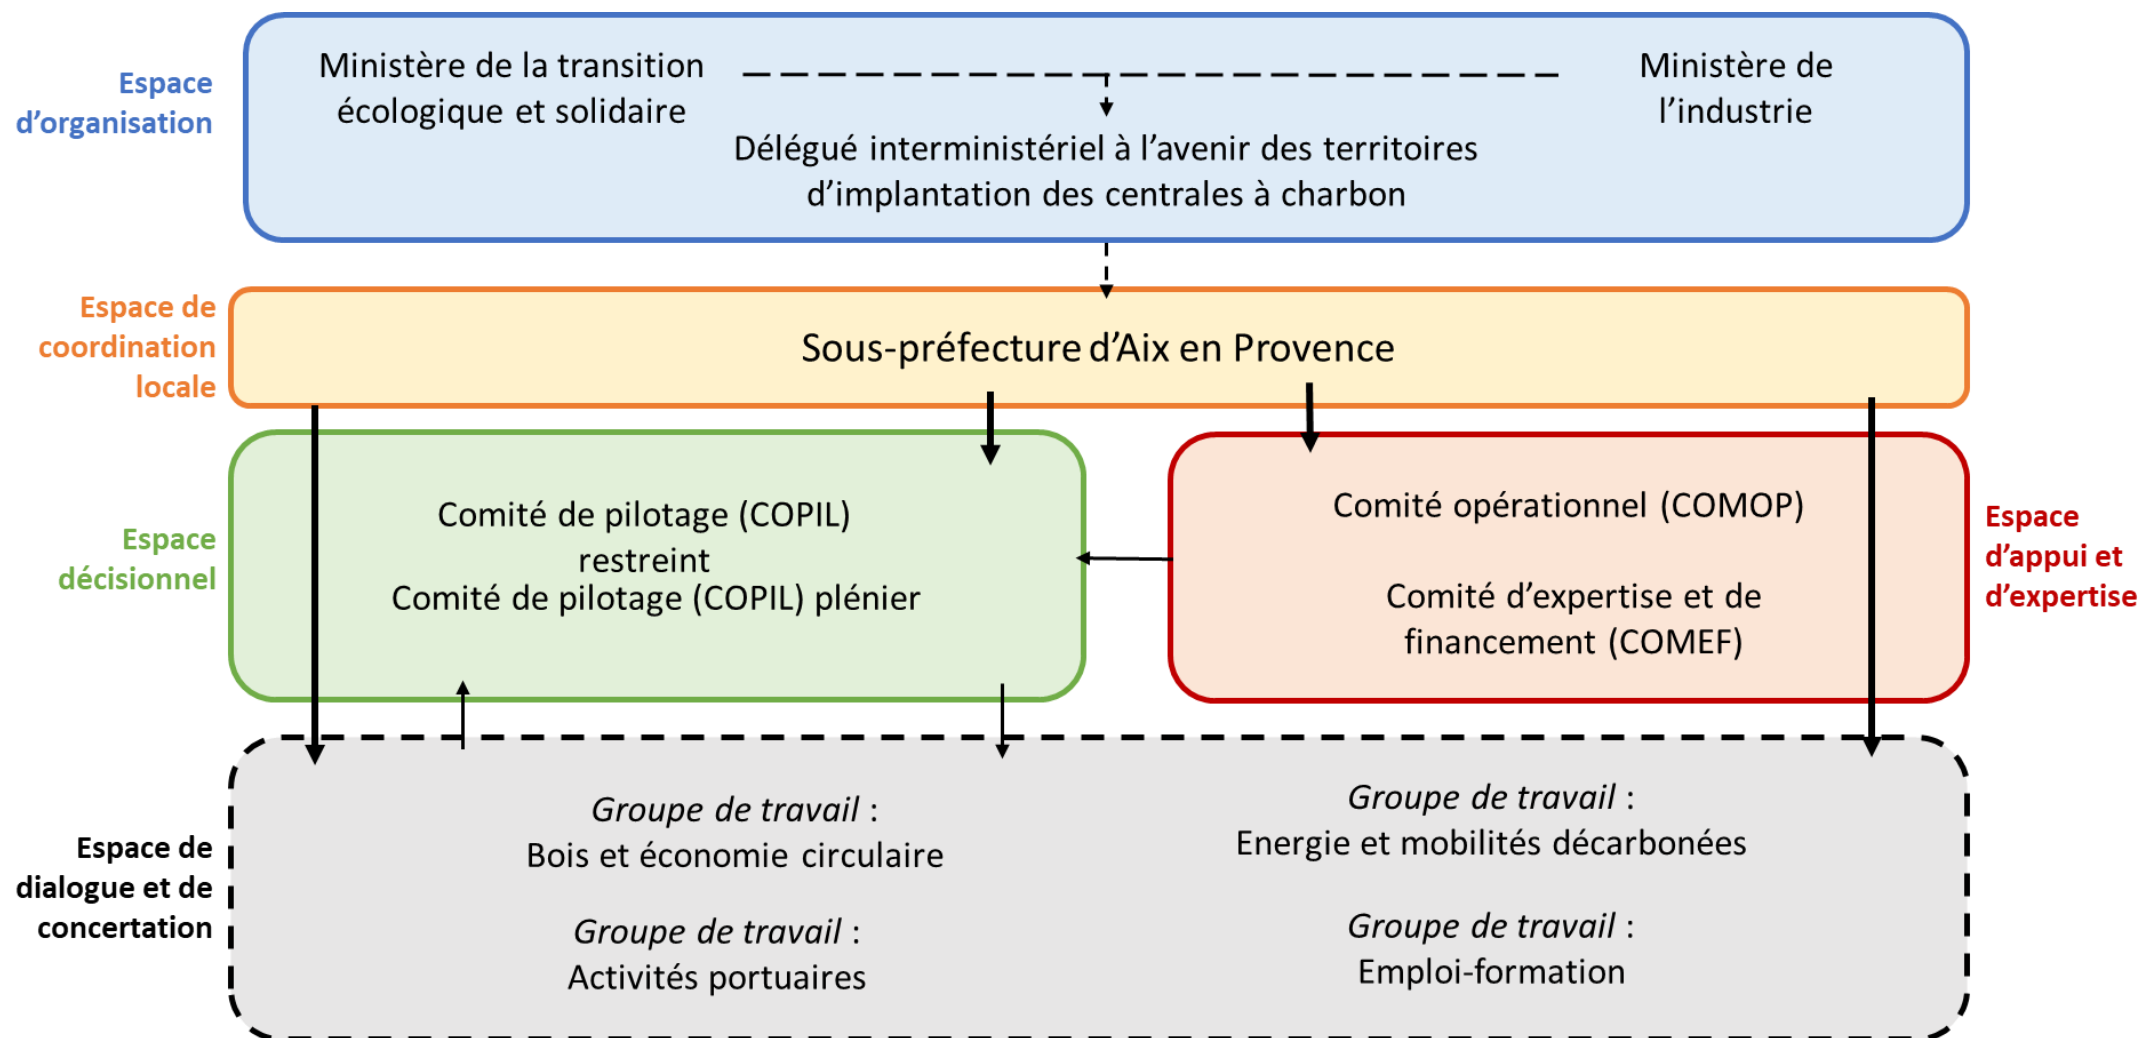 Espace
d’organisation
Ministère de la transition
écologique et solidaire
Ministère de
l’industrie
Délégué interministériel à l’avenir des territoires
d’implantation des centrales à charbon
Espace de
coordination
locale
Sous-préfecture d’Aix en Provence
Espace
décisionnel
Comité de pilotage (COPIL)
restreint
Comité de pilotage (COPIL) plénier
Comité opérationnel (COMOP)
Comité d’expertise et de
financement (COMEF)
Espace
d’appui et
d’expertise
Espace de
dialogue et de
concertation
Groupe de travail :
Bois et économie circulaire
Groupe de travail :
Energie et mobilités décarbonées
Groupe de travail :
Activités portuaires
Groupe de travail :
Emploi-formation